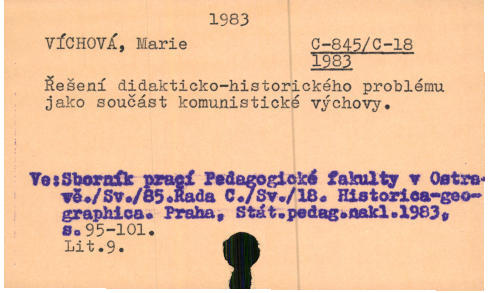 1983
VÍCHOVÁ, Marie C-845/C-18
1983
Řešení didakticko-historického problému
jako součást komunistické výchovy.
Ve:Sborník prací Pedagogické fakulty v Ostra-
vě./Sv./85.Řada C./Sv./18. Historica-geo-
graphica. Praha, Stát.pedag.nakl.1983,
s.95-101.
Lit.9.